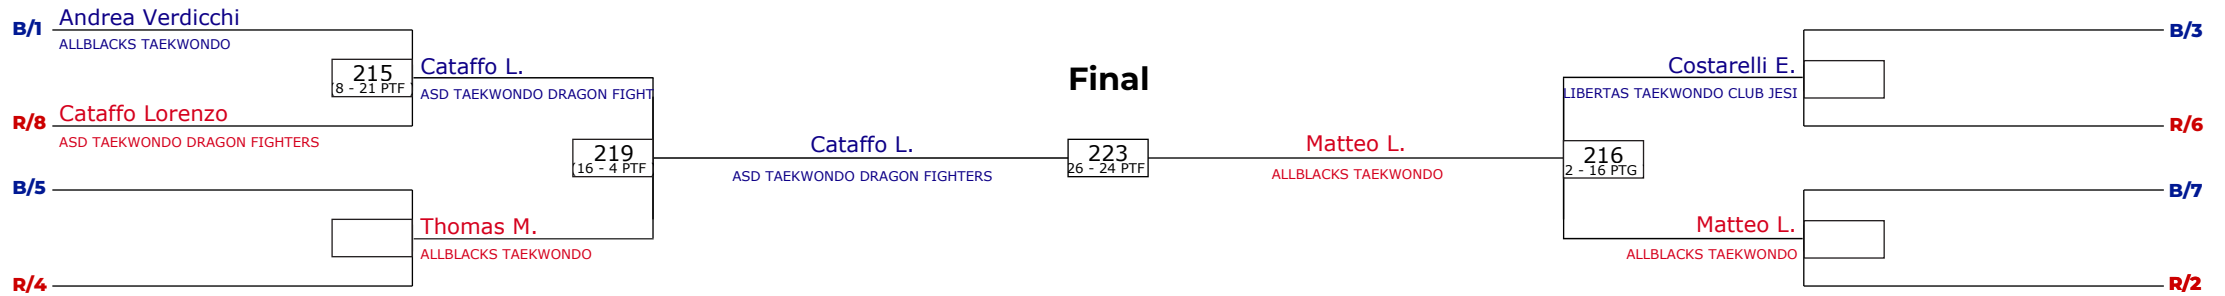 B/1 Andrea Verdicchi
ALLBLACKS TAEKWONDO
215
(8 - 21 PTF
R/8 Cataffo Lorenzo
ASD TAEKWONDO DRAGON FIGHTERS
B/5
R/4
Cataffo L.
ASD TAEKWONDO DRAGON FIGHT
219
(16 - 4 PTF
Thomas M.
ALLBLACKS TAEKWONDO
Final
Cataffo L.
ASD TAEKWONDO DRAGON FIGHTERS
223
26 - 24 PTF
Matteo L.
ALLBLACKS TAEKWONDO
Costarelli E.
LIBERTAS TAEKWONDO CLUB JESI
216
2 - 16 PTG
Matteo L.
ALLBLACKS TAEKWONDO
B/3
R/6
B/7
R/2